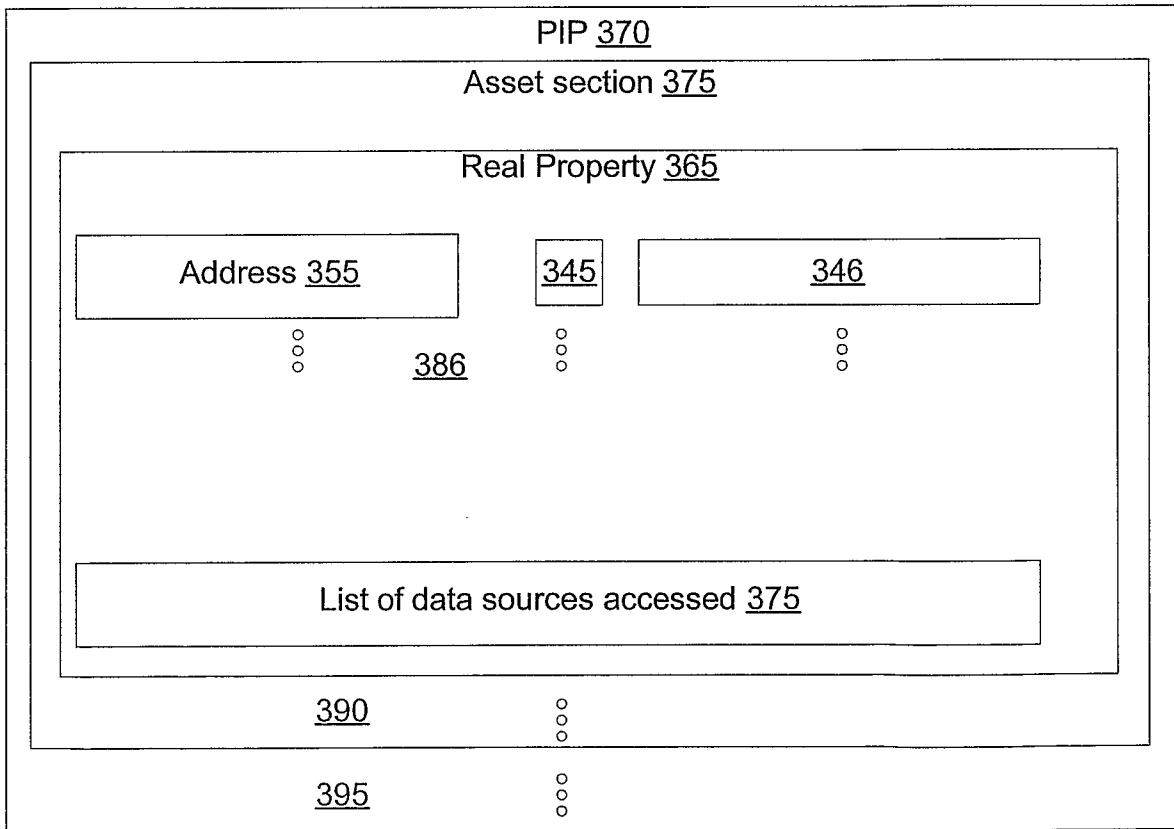 PIP 370
Asset section 375
Real Property 365
Address 355 345 346
386
List of data sources accessed 375
390
395